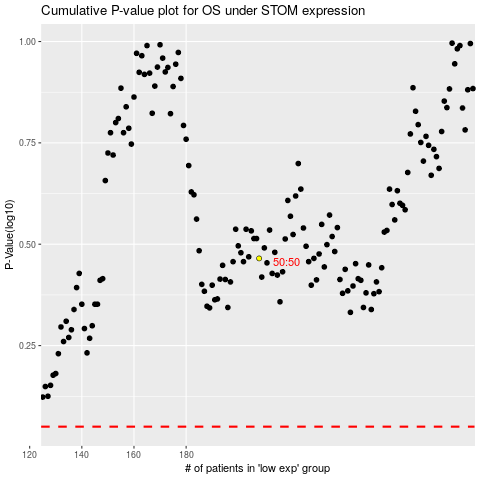 Cumulative P-value plot for OS under STOM expression
P-Value(log10)
1.00
0.75
0.50
0.25
50:50
120 140 160 180
# of patients in 'low exp' group